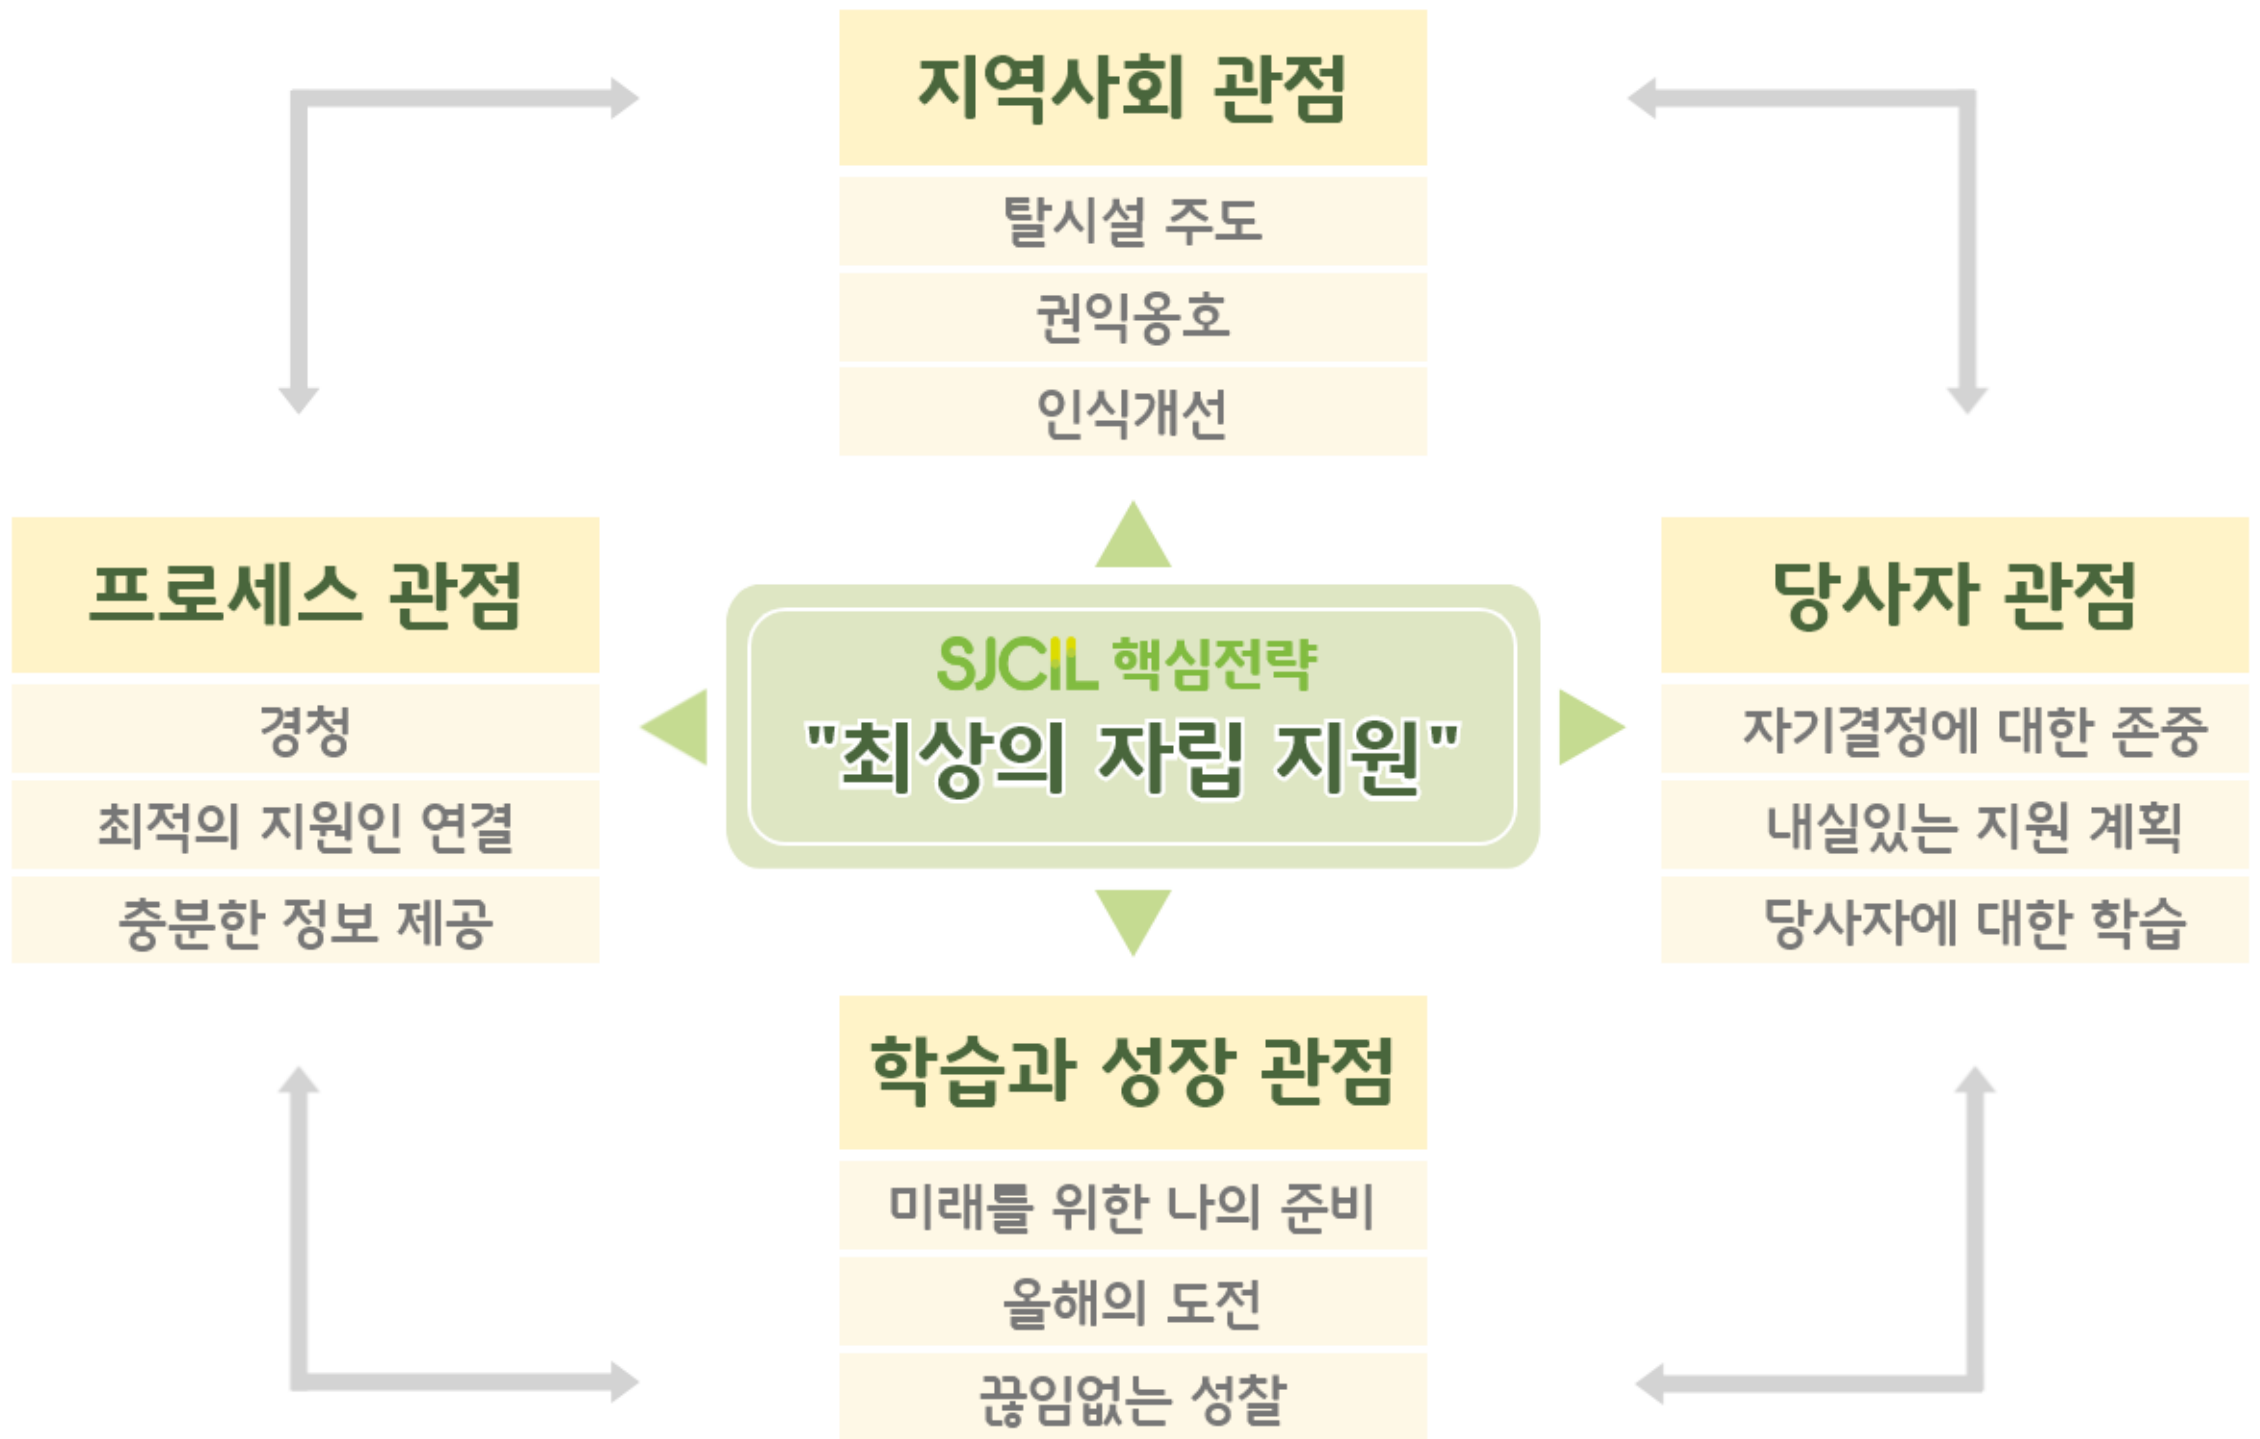 지역사회 관점
탈시설 주도
권익옹호
인식개선
프로세스 관점
경청
최적의 지원인 연결
충분한 정보 제공
SJCIL 핵심전략
"최상의 자립 지원"
당사자 관점
자기결정에 대한 존중
내실있는 지원 계획
당사자에 대한 학습
학습과 성장 관점
미래를 위한 나의 준비
올해의 도전
끊임없는 성찰